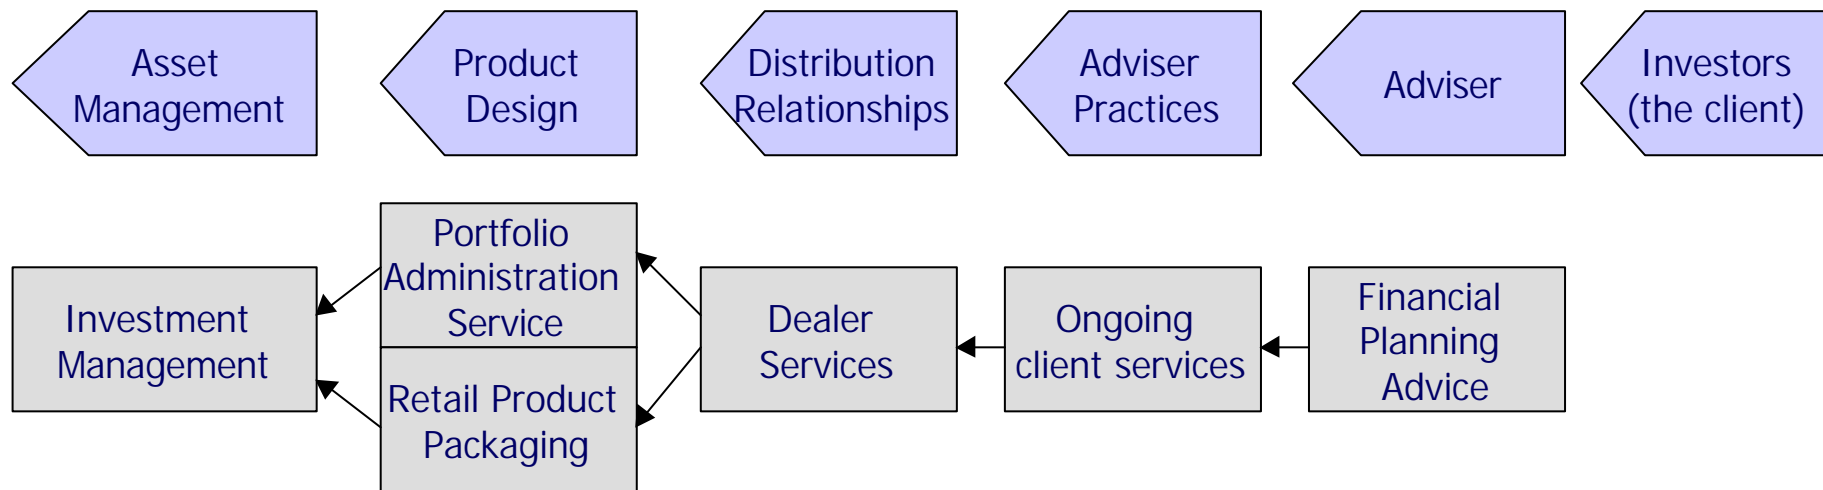 Asset
Management
Product
Design
Distribution
Relationships
Adviser
Practices
Adviser
Investors
(the client)
Portfolio
Administration
Service
Investment
Management
Retail Product
Packaging
Dealer
Services
Ongoing
client services
Financial
Planning
Advice